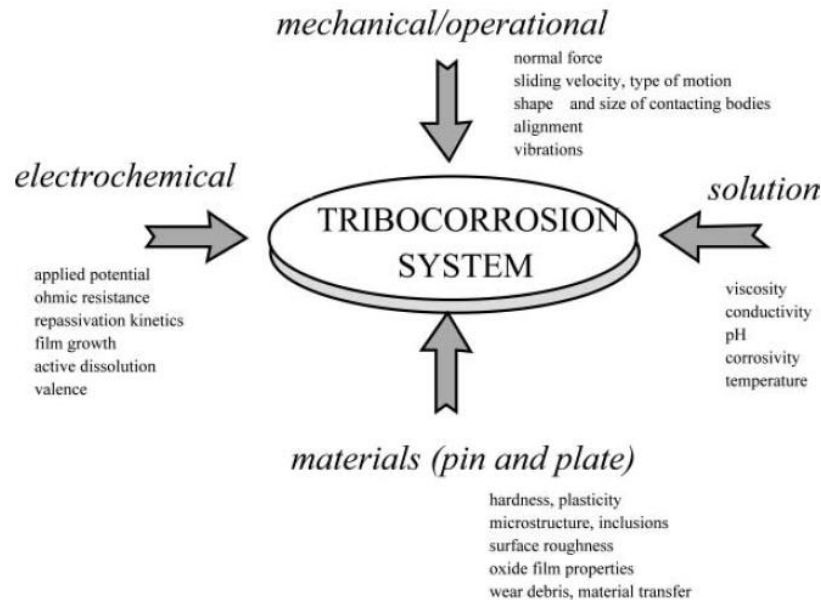 mechanical/operational
normal force
sliding velocity, type of motion
shape and size of contacting bodies
alignment
vibrations
electrochemical
applied potential
ohmic resistance
repassivation kinetics
film growth
active dissolution
valence
TRIBOCORROSION
SYSTEM
solution
viscosity
conductivity
pH
corrosivity
temperature
materials (pin and plate)
hardness, plasticity
microstructure, inclusions
surface roughness
oxide film properties
wear debris, material transfer